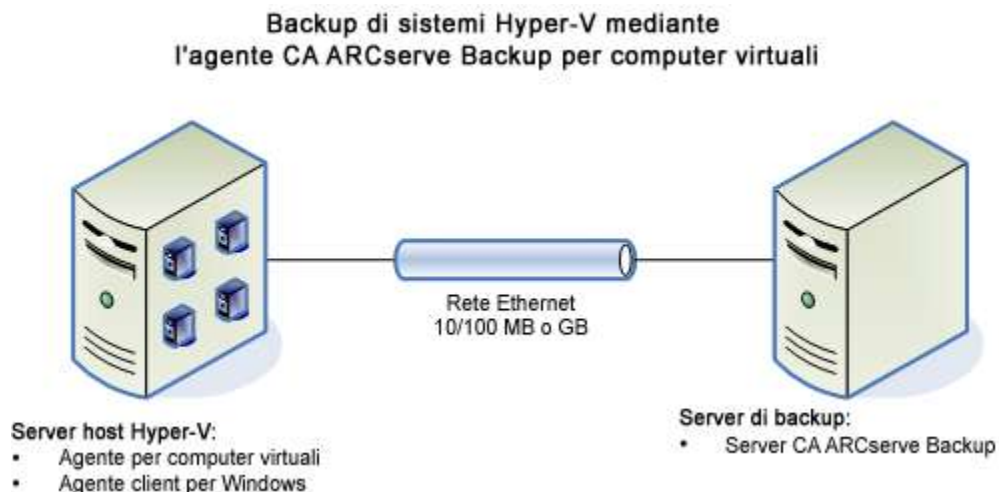 Backup di sistemi Hyper-V mediante
l'agente CA ARCserve Backup per computer virtuali
Rete Ethernet
10/100 MB o GB
Server host Hyper-V:
• Agente per computer virtuali
• Agente client per Windows
Server di backup:
• Server CA ARCserve Backup